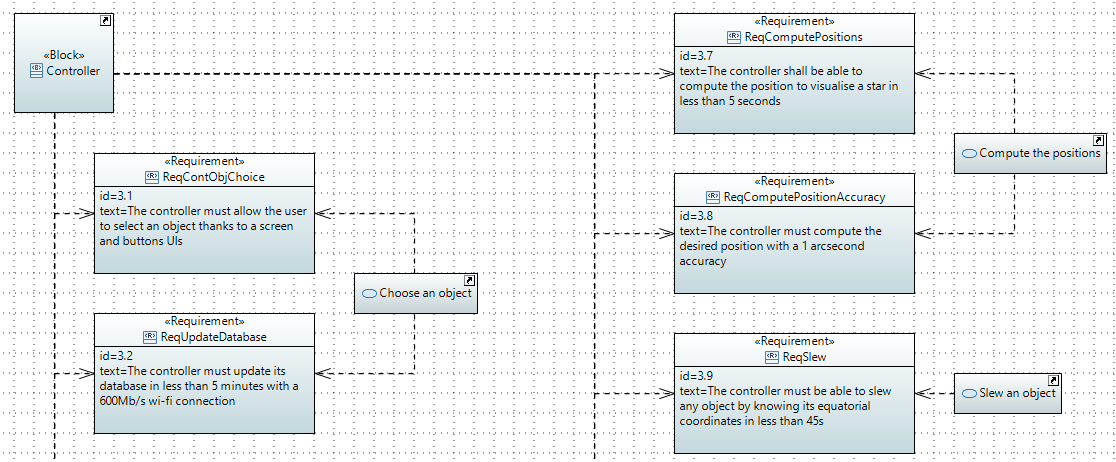 «Block»
Controller
«Requirement»
ReqContObjChoice
id=3.1
text=The controller must allow the user
to select an object thanks to a screen
and buttons UIs
Choose an object
«Requirement»
ReqUpdateDatabase
id=3.2
text=The controller must update its
database in less than 5 minutes with a
600Mb/s wi-fi connection
«Requirement»
ReqComputePositions
id=3.7
text=The controller shall be able to
compute the position to visualise a star in
less than 5 seconds
Compute the positions
«Requirement»
ReqComputePositionAccuracy
id=3.8
text=The controller must compute the
desired position with a 1 arcsecond
accuracy
«Requirement»
ReqSlew
id=3.9
text=The controller must be able to slew
any object by knowing its equatorial
coordinates in less than 45s
Slew an object